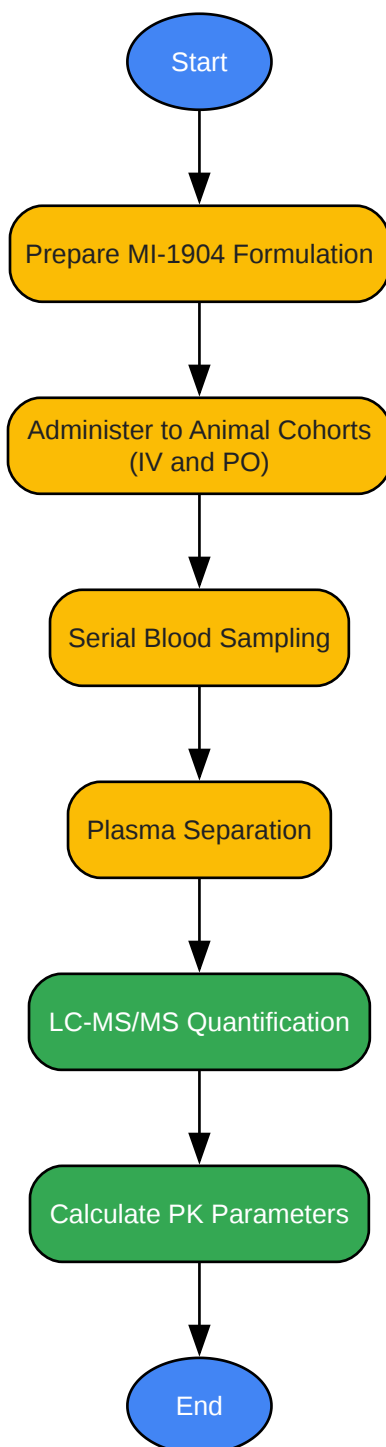 Start
Prepare MI-1904 Formulation
Administer to Animal Cohorts
(IV and PO)
Serial Blood Sampling
Plasma Separation
LC-MS/MS Quantification
Calculate PK Parameters
End